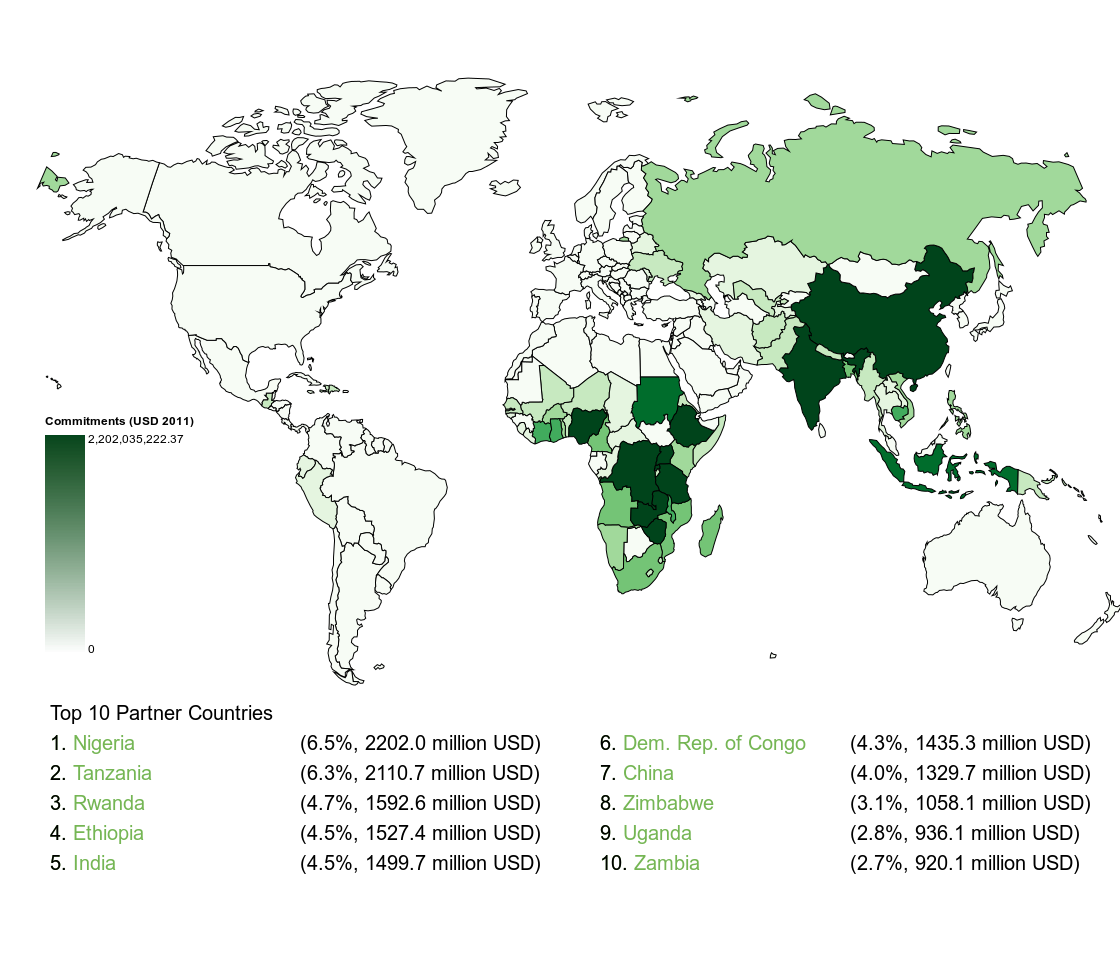 Commitments (USD 2011)
2,202,035,222.37
0
Top 10 Partner Countries
1. Nigeria (6.5%, 2202.0 million USD)
2. Tanzania (6.3%, 2110.7 million USD)
3. Rwanda (4.7%, 1592.6 million USD)
4. Ethiopia (4.5%, 1527.4 million USD)
5. India (4.5%, 1499.7 million USD)
6. Dem. Rep. of Congo (4.3%, 1435.3 million USD)
7. China (4.0%, 1329.7 million USD)
8. Zimbabwe (3.1%, 1058.1 million USD)
9. Uganda (2.8%, 936.1 million USD)
10. Zambia (2.7%, 920.1 million USD)